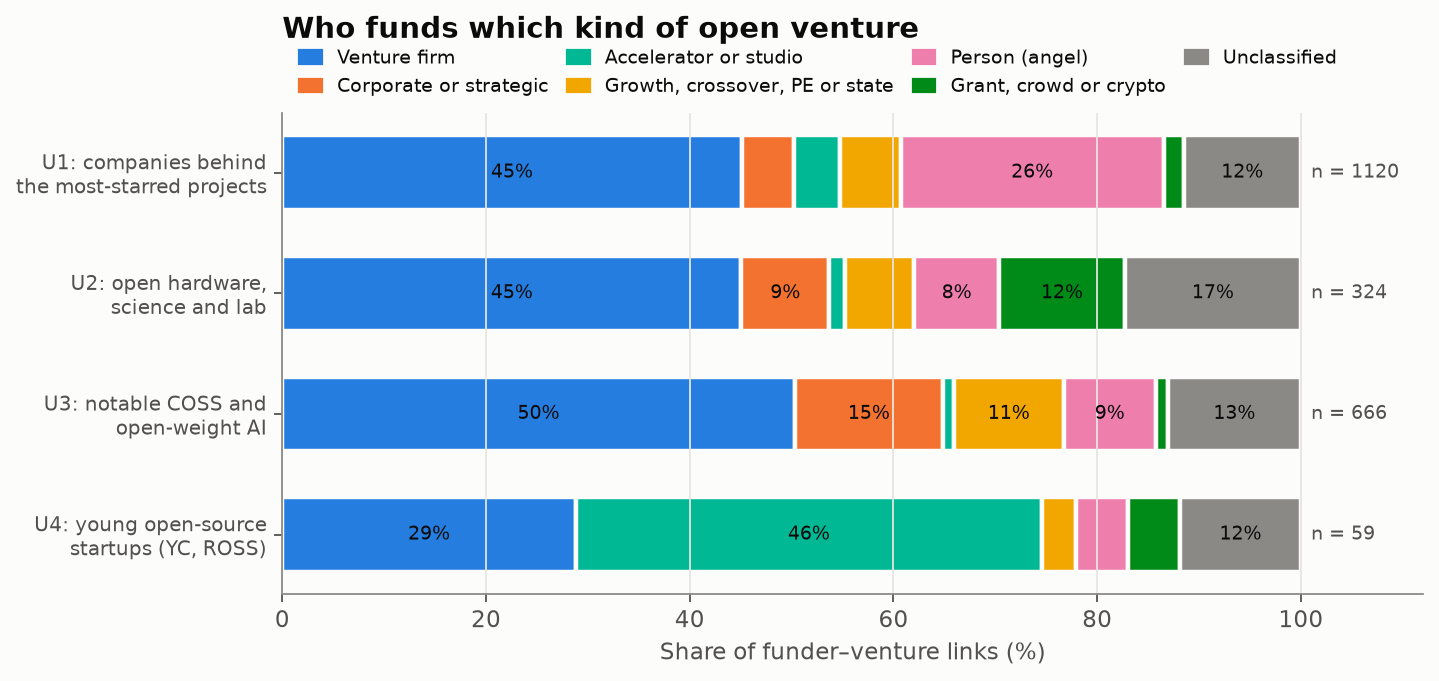 Who funds which kind of open venture
Venture firm
Accelerator or studio
Person (angel)
Unclassified
Corporate or strategic
Growth, crossover, PE or state
Grant, crowd or crypto
U1: companies behind
the most-starred projects
45%
26%
12%
n = 1120
U2: open hardware,
science and lab
45%
9%
8%
12%
17%
n = 324
U3: notable COSS and
open-weight AI
50%
15%
11%
9%
13%
n = 666
U4: young open-source
startups (YC, ROSS)
29%
46%
12%
n = 59
0
20
40
60
80
100
Share of funder–venture links (%)